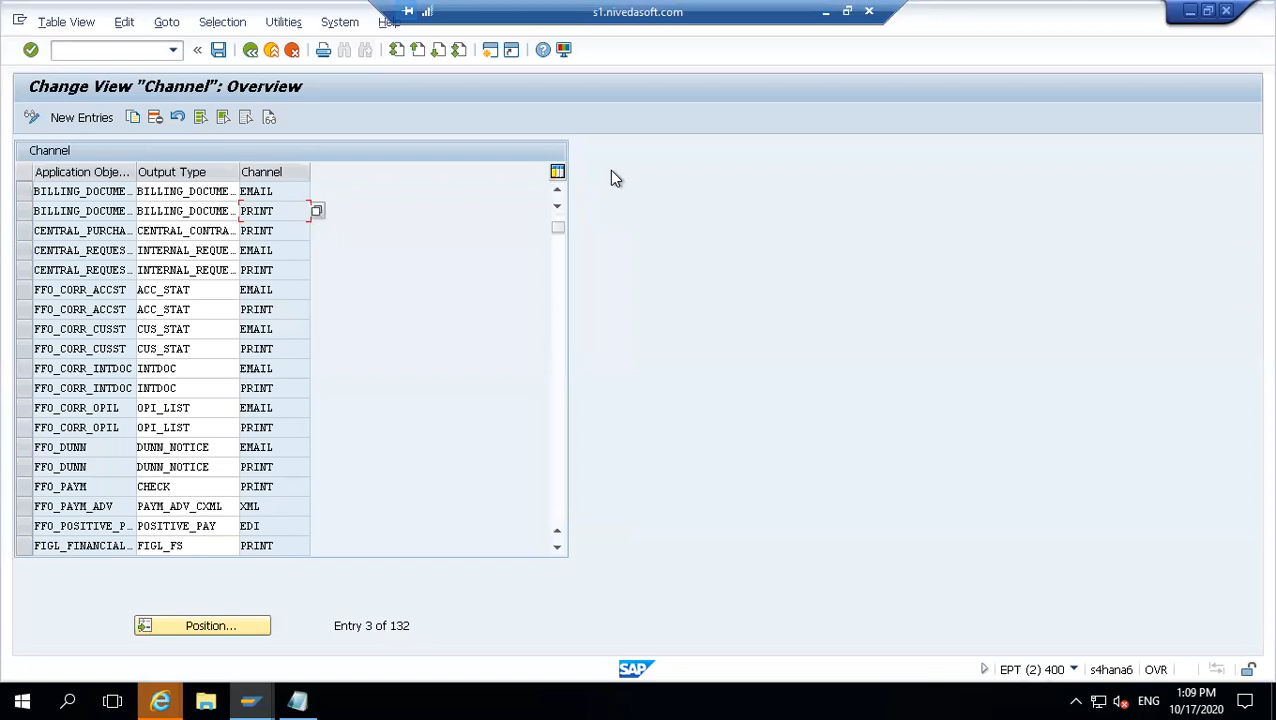 s1.nivedasoft.com
Table View Edit Goto Selection Utilities System Help
Change View "Channel": Overview
New Entries
Channel
Application Obje... Output Type Channel
BILLING_DOCUME... BILLING_DOCUME... EMAIL
BILLING_DOCUME... BILLING_DOCUME... PRINT
CENTRAL_PURCHA... CENTRAL_CONTRA... PRINT
CENTRAL_REQUES... INTERNAL_REQUE... EMAIL
CENTRAL_REQUES... INTERNAL_REQUE... PRINT
FFO_CORR_ACCST ACC_STAT EMAIL
FFO_CORR_ACCST ACC_STAT PRINT
FFO_CORR_CUSST CUS_STAT EMAIL
FFO_CORR_CUSST CUS_STAT PRINT
FFO_CORR_INTDOC INTDOC EMAIL
FFO_CORR_INTDOC INTDOC PRINT
FFO_CORR_OPIL OPI_LIST EMAIL
FFO_CORR_OPIL OPI_LIST PRINT
FFO_DUNN DUNN_NOTICE EMAIL
FFO_DUNN DUNN_NOTICE PRINT
FFO_PAYM CHECK PRINT
FFO_PAYM_ADV PAYM_ADV_CXML XML
FFO_POSITIVE_P... POSITIVE_PAY EDI
FIGL_FINANCIAL... FIGL_FS PRINT
Position... Entry 3 of 132
SAP EPT (2) 400 s4hana6 OVR
ENG 1:09 PM
10/17/2020